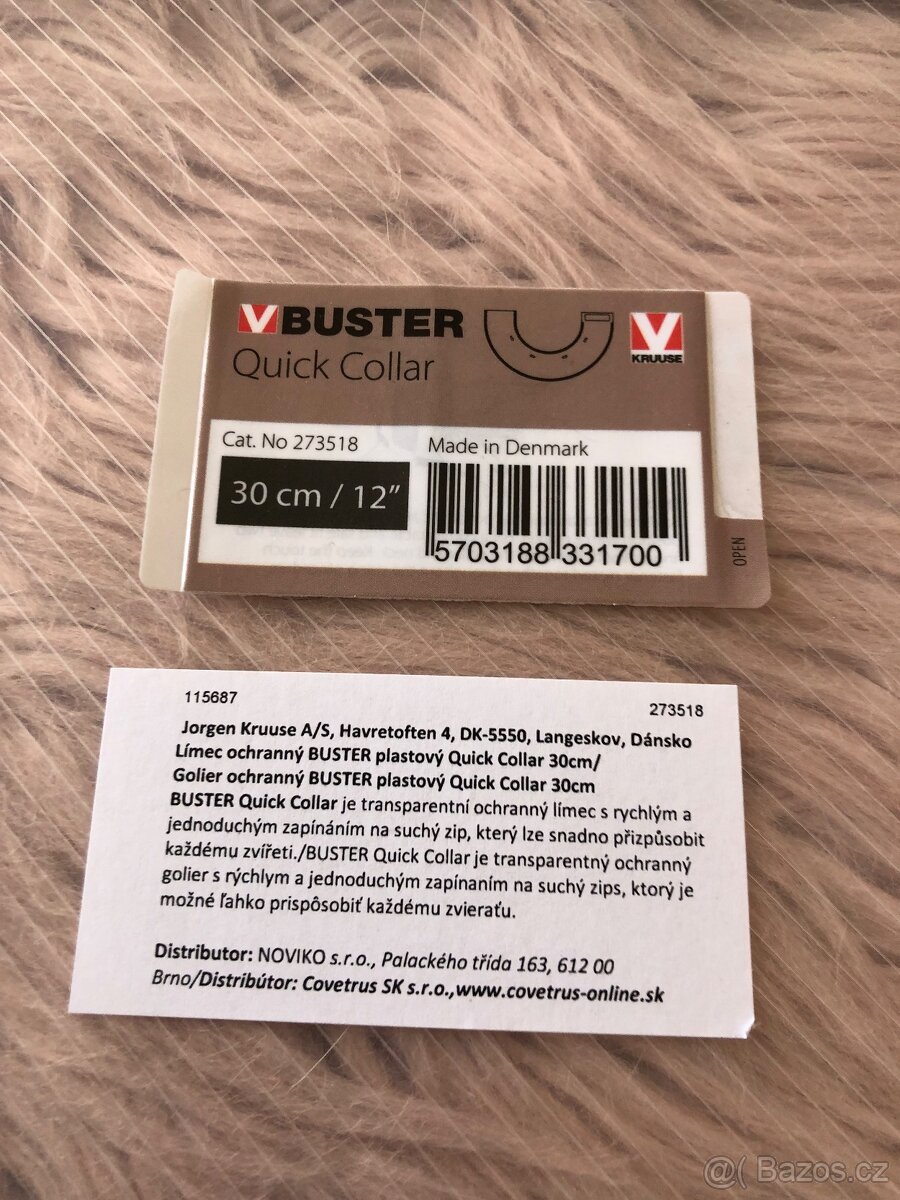 V BUSTER
Quick Collar
V
KRUUSE
Cat. No 273518
Made in Denmark
30 cm / 12”
5703188 331700
OPEN
115687
273518
Jorgen Kruuse A/S, Havretoften 4, DK-5550, Langeskov, Dánsko
Límec ochranný BUSTER plastový Quick Collar 30cm/
Golier ochranný BUSTER plastový Quick Collar 30cm
BUSTER Quick Collar je transparentní ochranný límec s rychlým a
jednoduchým zapínáním na suchý zip, který lze snadno přizpůsobit
každému zvířeti./BUSTER Quick Collar je transparentný ochranný
golier s rýchlym a jednoduchým zapínaním na suchý zips, ktorý je
možné ľahko prispôsobiť každému zvieraťu.
Distributor: NOVIKO s.r.o., Palackého třída 163, 612 00
Brno/Distribútor: Covetrus SK s.r.o.,www.covetrus-online.sk
@( Bazos.cz